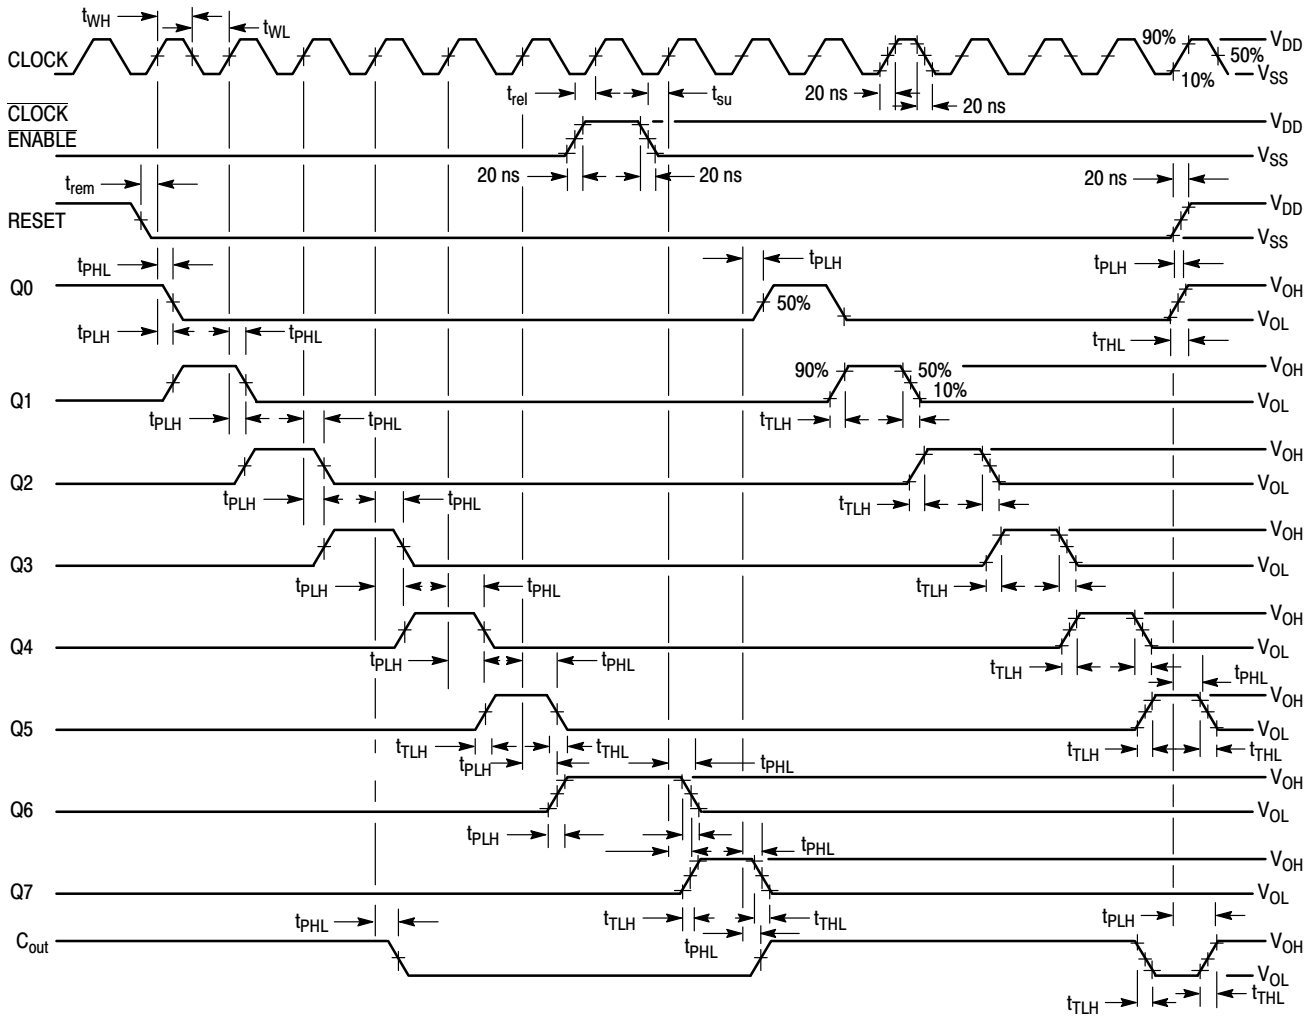 tWH
tWL
CLOCK
90%
VDD
50%
10%
VSS
trel
tsu
20 ns
20 ns
CLOCK
ENABLE
VDD
VSS
20 ns
20 ns
trem
20 ns
RESET
VDD
VSS
tPHL
tPLH
tPLH
Q0
50%
VOH
VOL
tPLH
tPHL
tTHL
Q1
90%
50%
10%
VOH
VOL
tPLH
tPHL
tTLH
Q2
VOH
VOL
tPLH
tPHL
tTLH
Q3
VOH
VOL
tPLH
tPHL
tTLH
Q4
VOH
VOL
tPLH
tPHL
tTLH
tPHL
Q5
VOH
VOL
tTLH
tTHL
tTLH
tTHL
tPLH
tPHL
Q6
VOH
VOL
tPLH
tPHL
Q7
VOH
VOL
tPHL
tTLH
tTHL
tPLH
tPHL
Cout
VOH
VOL
tTLH
tTHL